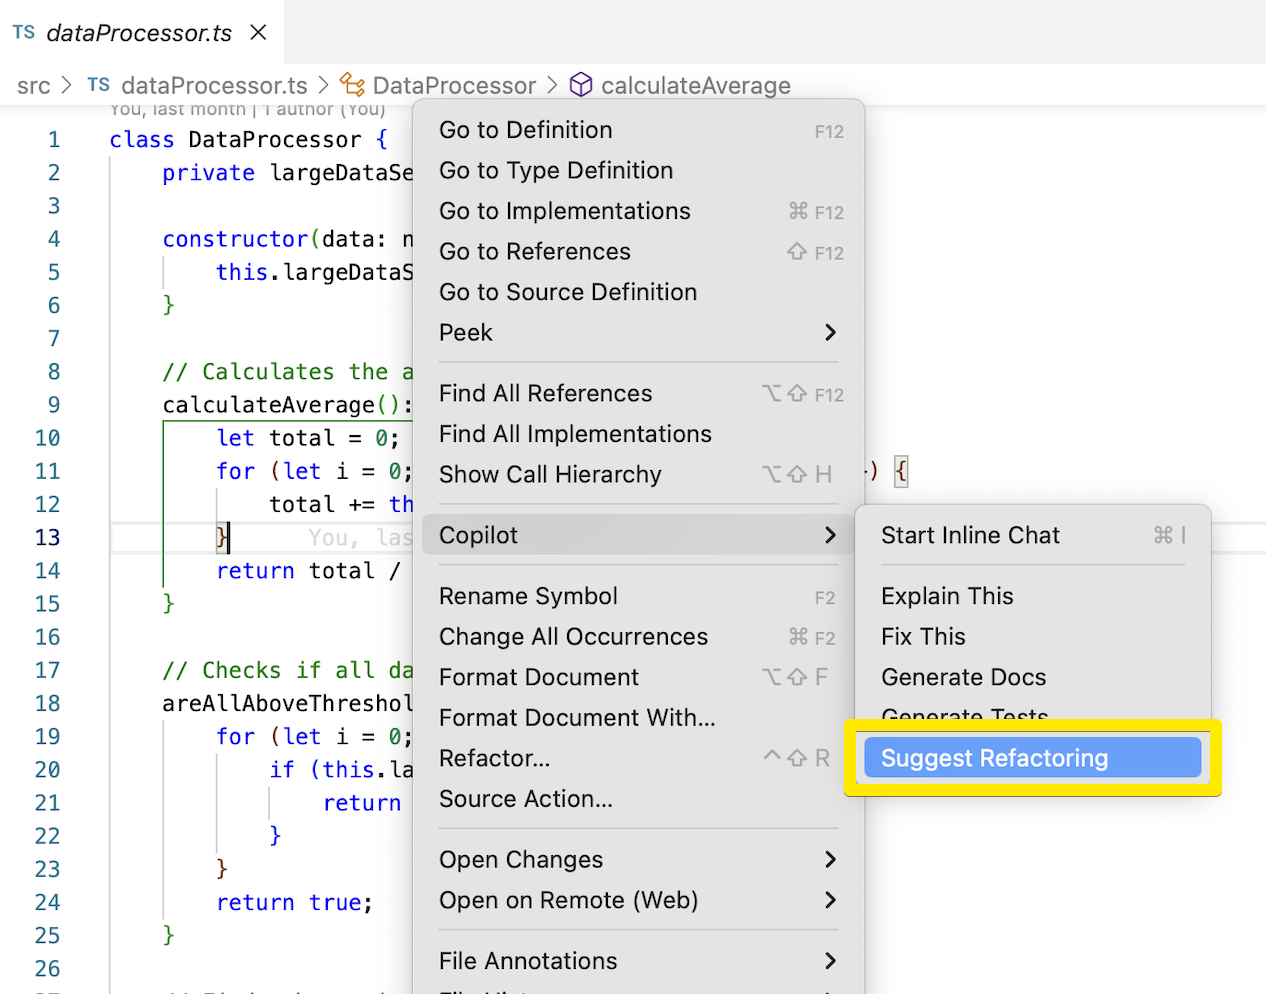 TS dataProcessor.ts
src > TS dataProcessor.ts > DataProcessor > calculateAverage
You, last month | 1 author (You)
1 class DataProcessor {
2 private largeDataSe
3
4 constructor(data: n
5 this.largeDataS
6 }
7
8 // Calculates the a
9 calculateAverage():
10 let total = 0;
11 for (let i = 0; ) {
12 total += th
13 } You, las
14 return total /
15 }
16
17 // Checks if all da
18 areAllAboveThreshol
19 for (let i = 0;
20 if (this.la
21 return
22 }
23 }
24 return true;
25 }
26
Go to Definition F12
Go to Type Definition
Go to Implementations ⌘ F12
Go to References ⇧ F12
Go to Source Definition
Peek
Find All References ⌥⇧ F12
Find All Implementations
Show Call Hierarchy ⌥⇧ H
Copilot
Rename Symbol F2
Change All Occurrences ⌘ F2
Format Document ⌥⇧ F
Format Document With...
Refactor... ^⇧ R
Source Action...
Open Changes
Open on Remote (Web)
File Annotations
Start Inline Chat ⌘ I
Explain This
Fix This
Generate Docs
Generate Tests
Suggest Refactoring